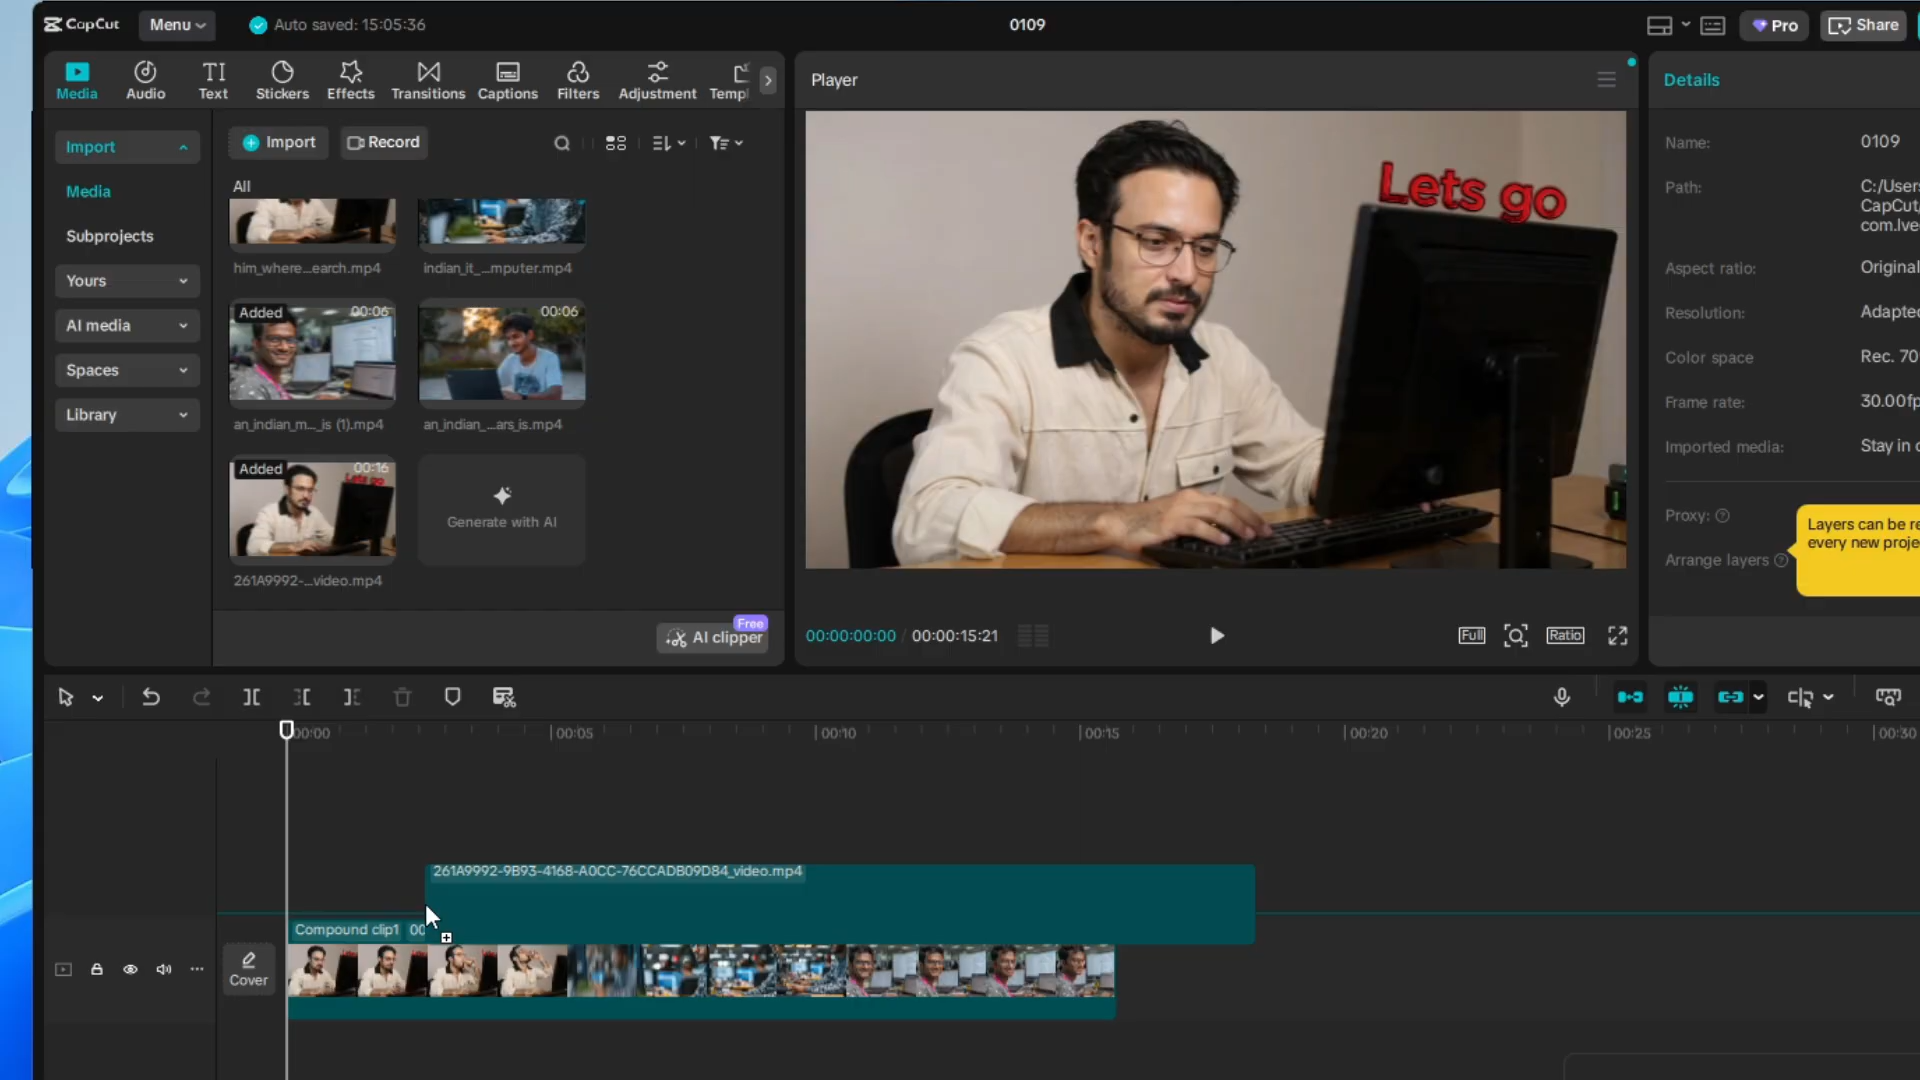 CapCut
Menu
Auto saved: 15:05:36
0109
Pro
Share
Media
Audio
Text
Stickers
Effects
Transitions
Captions
Filters
Adjustment
Templ
Player
Details
Import
Import
Record
Media
Subprojects
Yours
AI media
Spaces
Library
All
him_where...earch.mp4
indian_it_...mputer.mp4
Added
00:06
00:06
an_indian_m..._is (1).mp4
an_indian_...ars_is.mp4
Added
00:16
Lets go
Generate with AI
261A9992-...video.mp4
Free
AI clipper
Lets go
00:00:00:00 / 00:00:15:21
Full
Ratio
Name:
0109
Path:
C:/Users
CapCut/
com.lve
Aspect ratio:
Original
Resolution:
Adapted
Color space
Rec. 70
Frame rate:
30.00fp
Imported media:
Stay in o
Proxy:
Arrange layers
Layers can be re
every new proje
00:00
00:05
00:10
00:15
00:20
00:25
00:30
261A9992-9B93-4168-A0CC-76CCADB09D84_video.mp4
Compound clip1
00
Cover